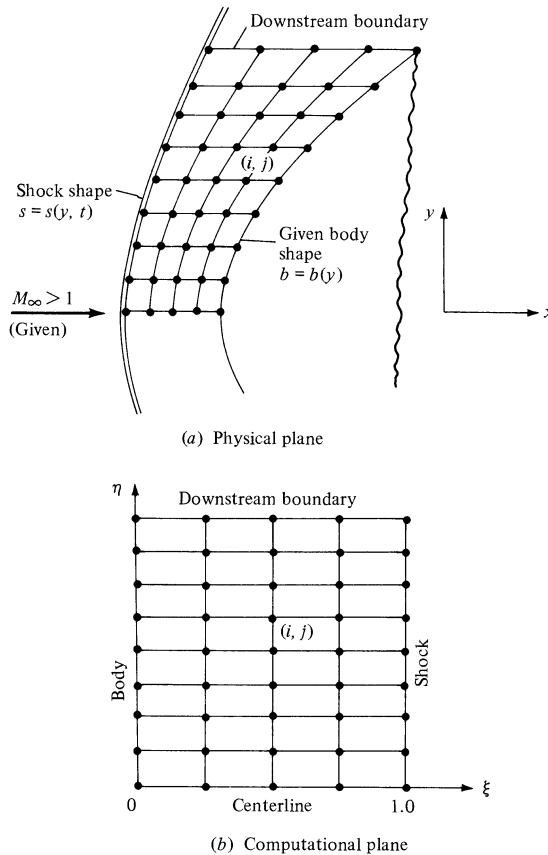 Downstream boundary
(i, j)
Shock shape
s = s(y, t)
Given body
shape
b = b(y)
y
x
M∞ > 1
(Given)
(a) Physical plane
η
Downstream boundary
(i, j)
Body
Shock
0
Centerline
1.0
ξ
(b) Computational plane